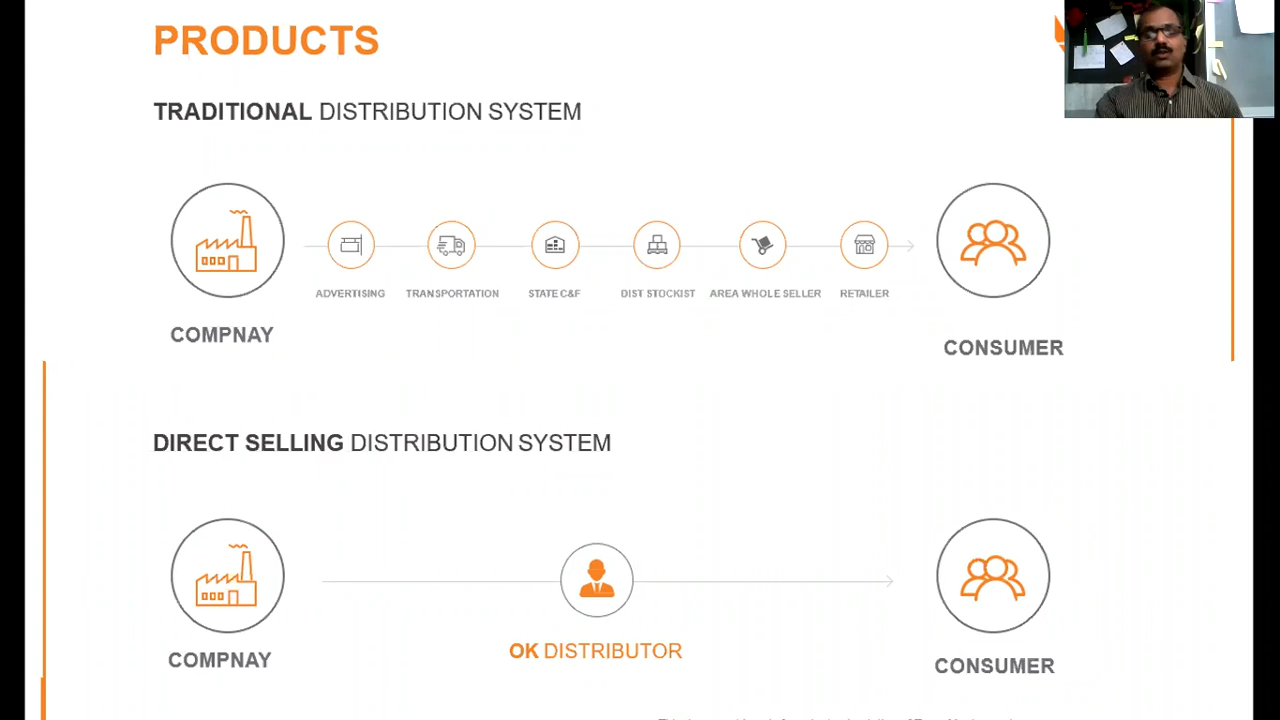 PRODUCTS
TRADITIONAL DISTRIBUTION SYSTEM
ADVERTISING TRANSPORTATION STATE C&F DIST STOCKIST AREA WHOLE SELLER RETAILER
COMPNAY
CONSUMER
DIRECT SELLING DISTRIBUTION SYSTEM
OK DISTRIBUTOR
COMPNAY
CONSUMER